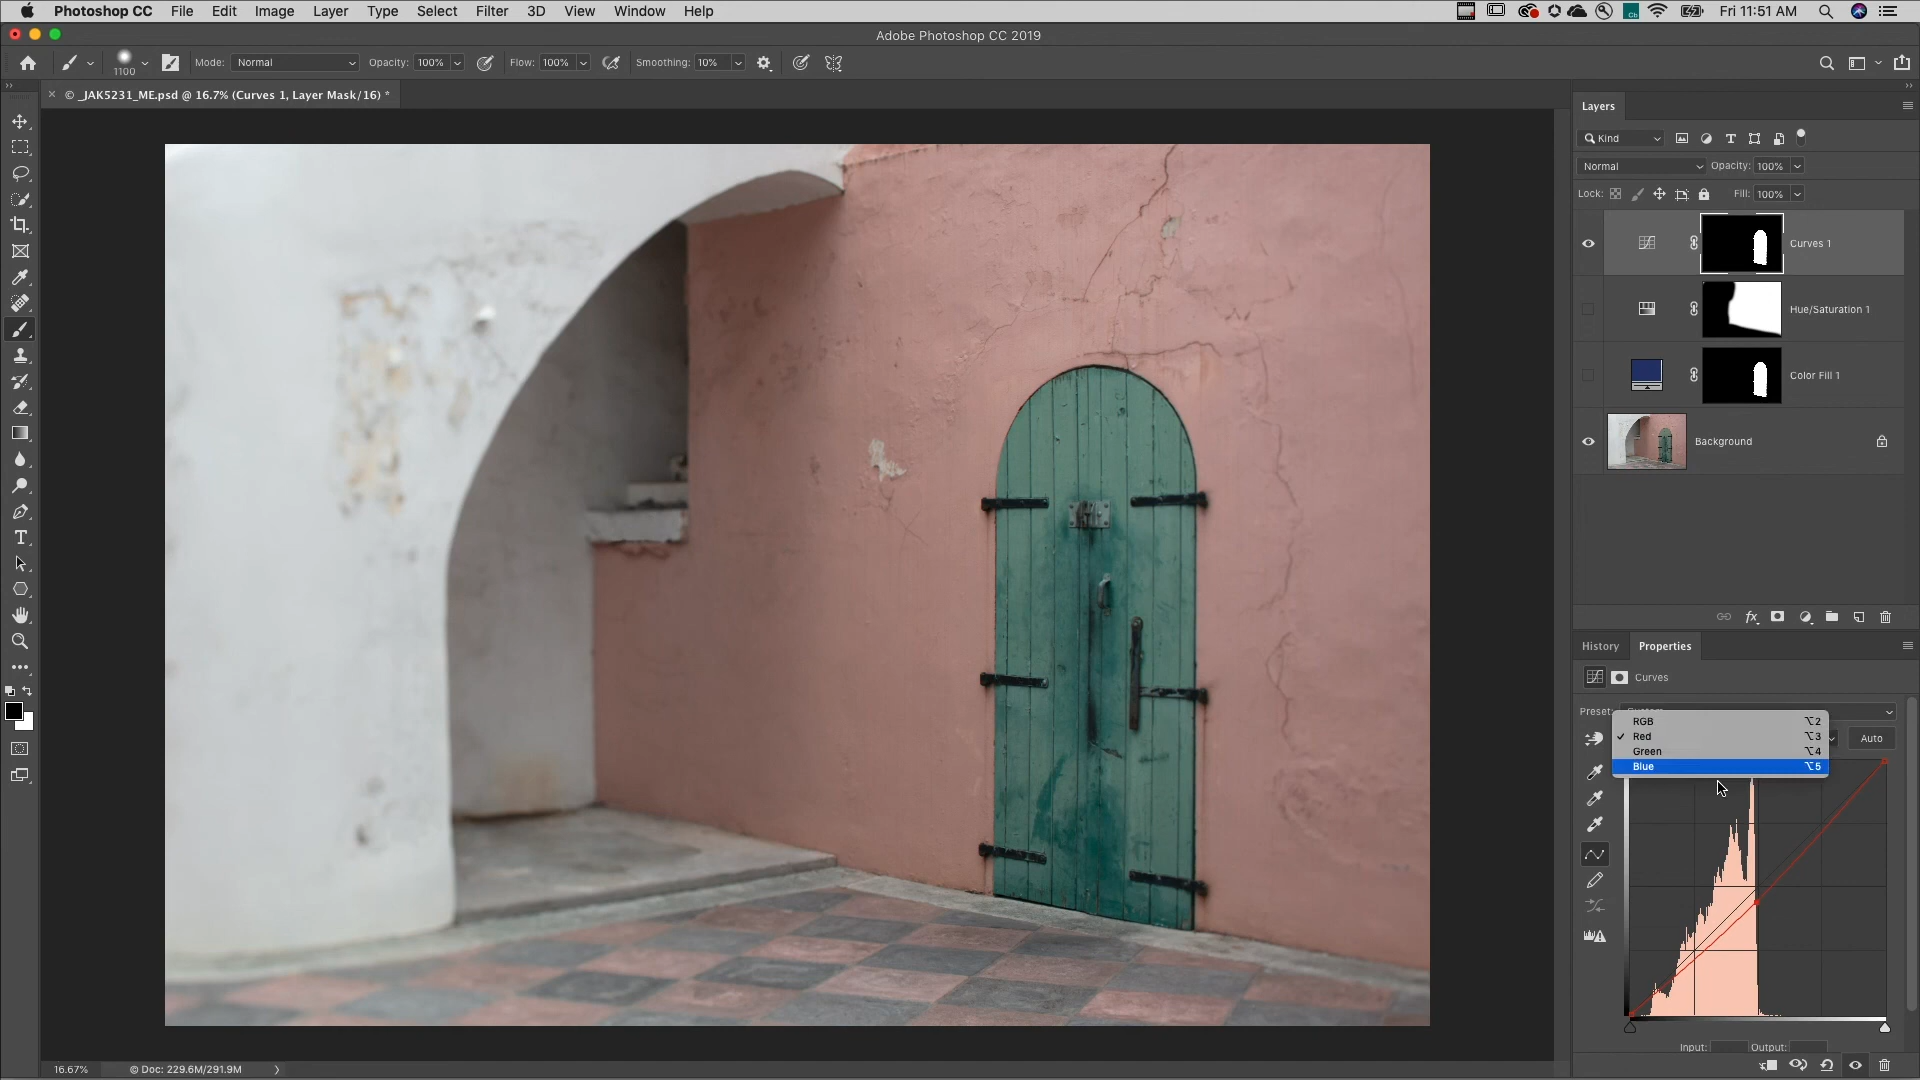 Photoshop CC File Edit Image Layer Type Select Filter 3D View Window Help Fri 11:51 AM
Adobe Photoshop CC 2019
1100 Mode: Normal Opacity: 100% Flow: 100% Smoothing: 10%
© _JAK5231_ME.psd @ 16.7% (Curves 1, Layer Mask/16) *
Layers
Kind
Normal Opacity: 100%
Lock: Fill: 100%
Curves 1
Hue/Saturation 1
Color Fill 1
Background
fx
History Properties
Curves
Preset:
RGB ⌥2
Red ⌥3
Auto
Green ⌥4
Blue ⌥5
Input: Output:
16.67% © Doc: 229.6M/291.9M